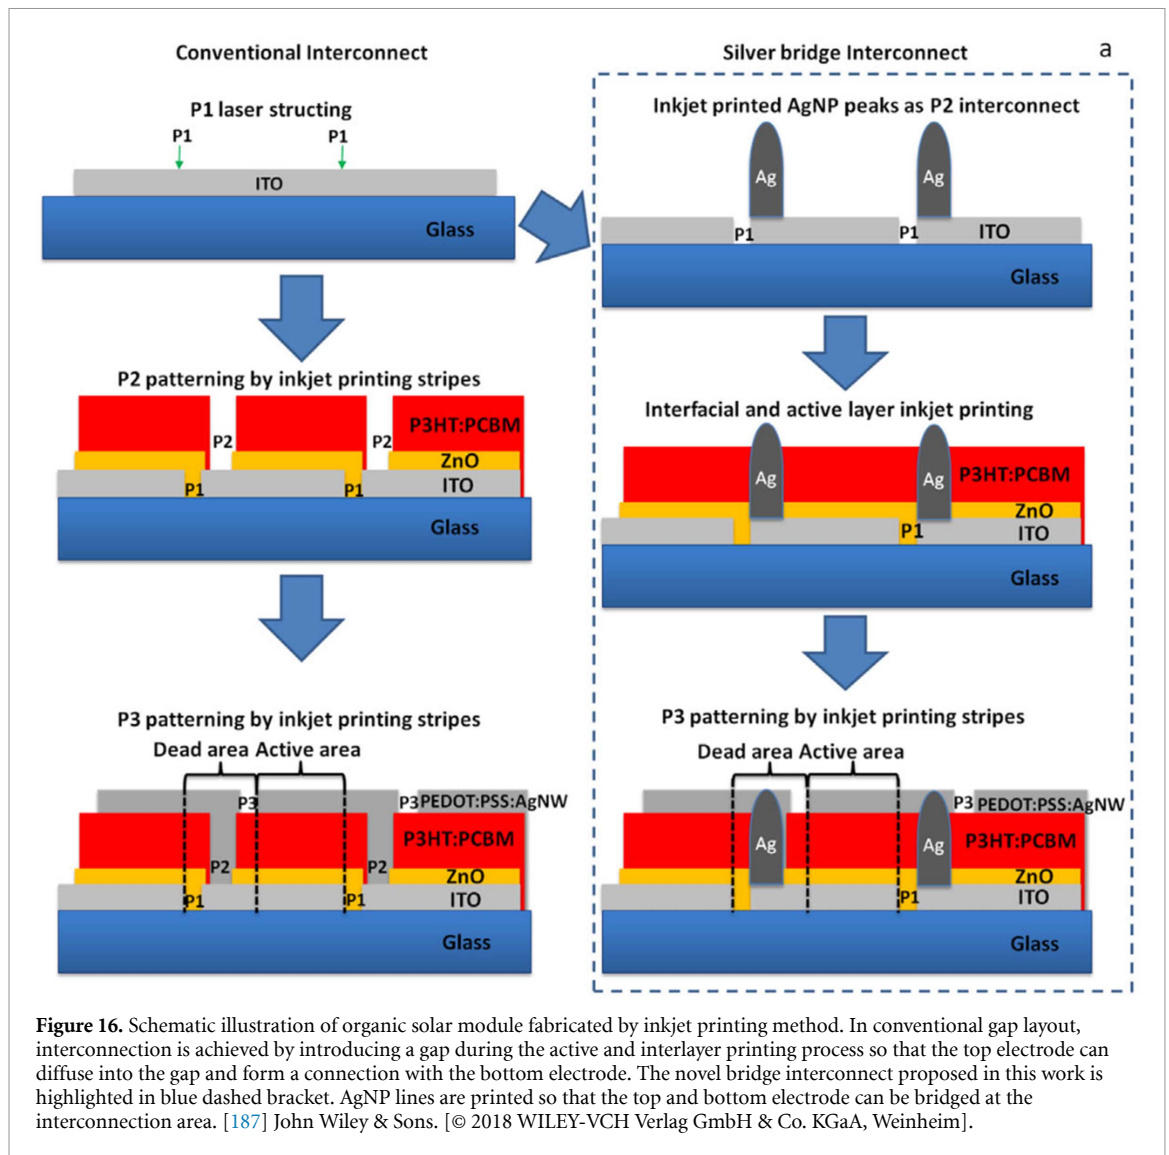 Conventional Interconnect
P1 laser structing
P1
P1
ITO
Glass
P2 patterning by inkjet printing stripes
P2
P2
P3HT:PCBM
ZnO
P1
P1
ITO
Glass
P3 patterning by inkjet printing stripes
Dead area Active area
P3
P3
PEDOT:PSS:AgNW
P2
P2
P3HT:PCBM
ZnO
P1
P1
ITO
Glass
Silver bridge Interconnect
a
Inkjet printed AgNP peaks as P2 interconnect
Ag
Ag
P1
P1
ITO
Glass
Interfacial and active layer inkjet printing
Ag
Ag
P3HT:PCBM
ZnO
P1
ITO
Glass
P3 patterning by inkjet printing stripes
Dead area Active area
P3
PEDOT:PSS:AgNW
Ag
Ag
P3HT:PCBM
ZnO
P1
ITO
Glass
Figure 16. Schematic illustration of organic solar module fabricated by inkjet printing method. In conventional gap layout,
interconnection is achieved by introducing a gap during the active and interlayer printing process so that the top electrode can
diffuse into the gap and form a connection with the bottom electrode. The novel bridge interconnect proposed in this work is
highlighted in blue dashed bracket. AgNP lines are printed so that the top and bottom electrode can be bridged at the
interconnection area. [187] John Wiley & Sons. [© 2018 WILEY-VCH Verlag GmbH & Co. KGaA, Weinheim].